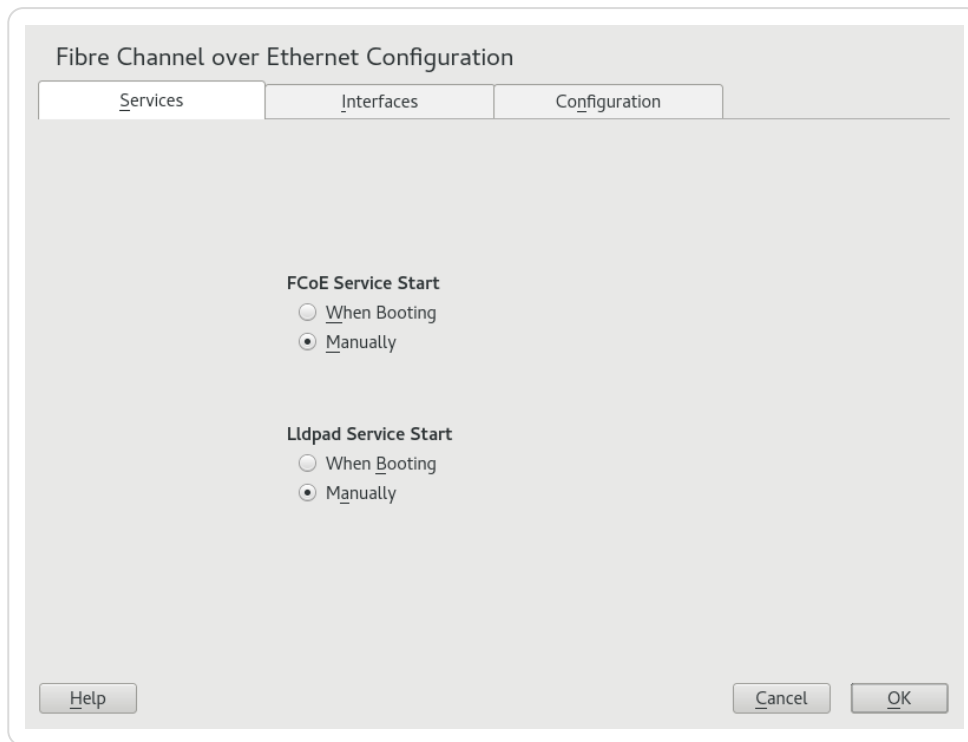 Fibre Channel over Ethernet Configuration
Services Interfaces Configuration
FCoE Service Start
When Booting
Manually
Lldpad Service Start
When Booting
Manually
Help Cancel OK